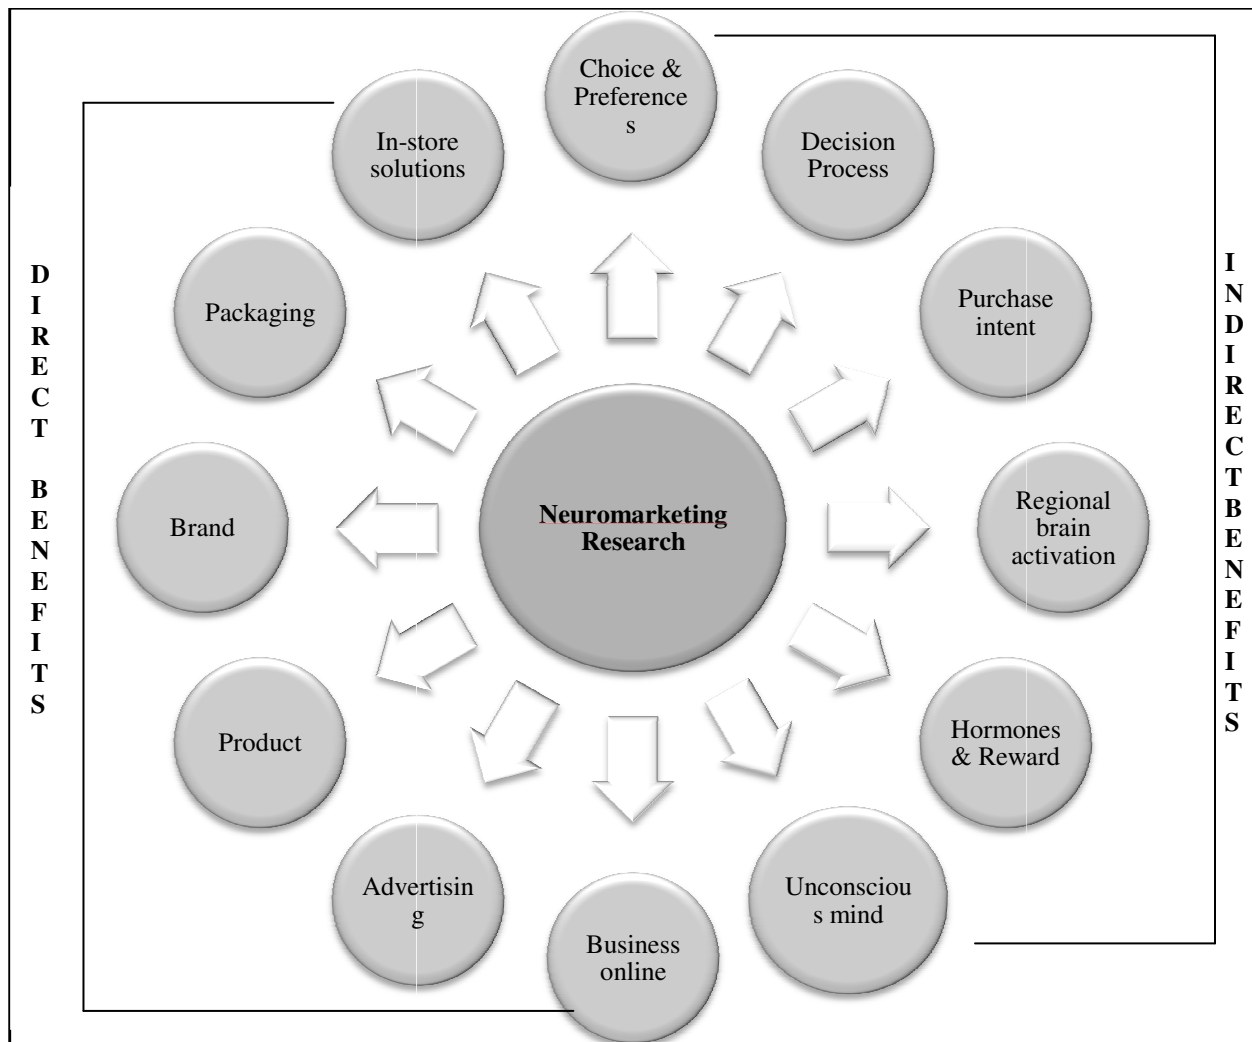 Choice &
Preference
s
Decision
Process
Purchase
intent
Regional
brain
activation
Hormones
& Reward
Unconsciou
s mind
Business
online
Advertisin
g
Product
Brand
Packaging
In-store
solutions
Neuromarketing
Research
D
I
R
E
C
T
B
E
N
E
F
I
T
S
I
N
D
I
R
E
C
T
B
E
N
E
F
I
T
S